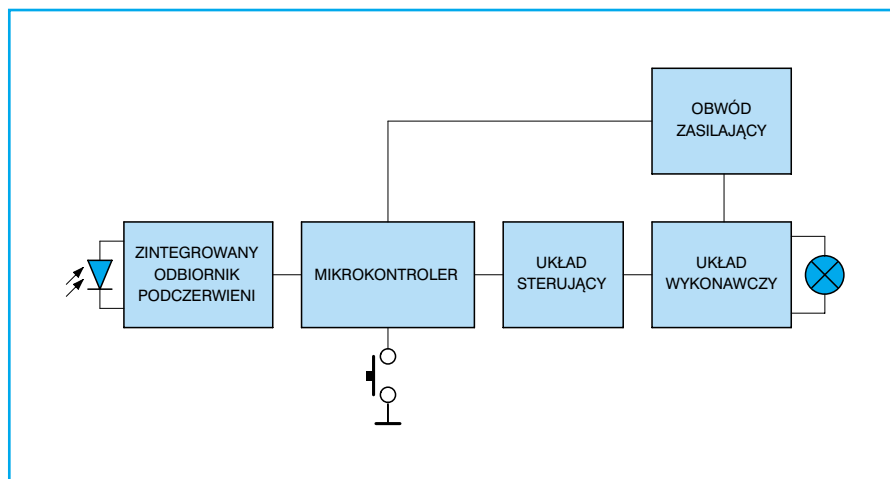 OBWÓD
ZASILAJĄCY
ZINTEGROWANY
ODBIORNIK
PODCZERWIENI
MIKROKONTROLER
UKŁAD
STERUJĄCY
UKŁAD
WYKONAWCZY